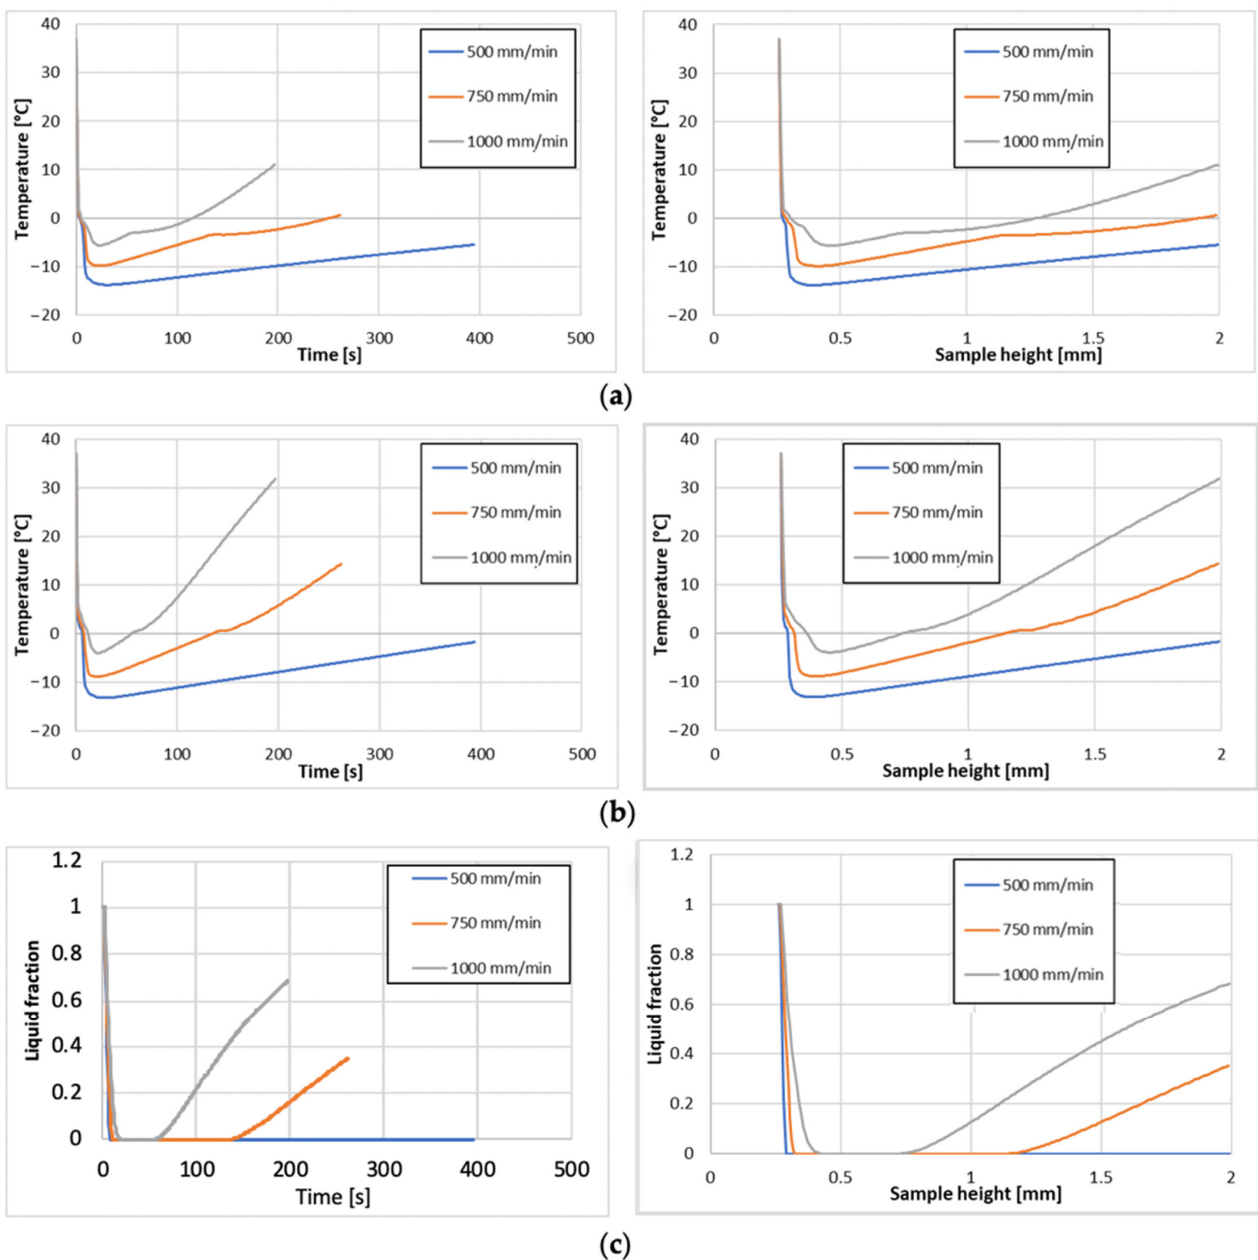 40
30
20
10
0
−10
−20
Temperature [°C]
500 mm/min
750 mm/min
1000 mm/min
0 100 200 300 400 500
Time [s]
40
30
20
10
0
−10
−20
Temperature [°C]
500 mm/min
750 mm/min
1000 mm/min
0 0.5 1 1.5 2
Sample height [mm]
(a)
40
30
20
10
0
−10
−20
Temperature [°C]
500 mm/min
750 mm/min
1000 mm/min
0 100 200 300 400 500
Time [s]
40
30
20
10
0
−10
−20
Temperature [°C]
500 mm/min
750 mm/min
1000 mm/min
0 0.5 1 1.5 2
Sample height [mm]
(b)
1.2
1
0.8
0.6
0.4
0.2
0
Liquid fraction
500 mm/min
750 mm/min
1000 mm/min
0 100 200 300 400 500
Time [s]
1.2
1
0.8
0.6
0.4
0.2
0
Liquid fraction
500 mm/min
750 mm/min
1000 mm/min
0 0.5 1 1.5 2
Sample height [mm]
(c)